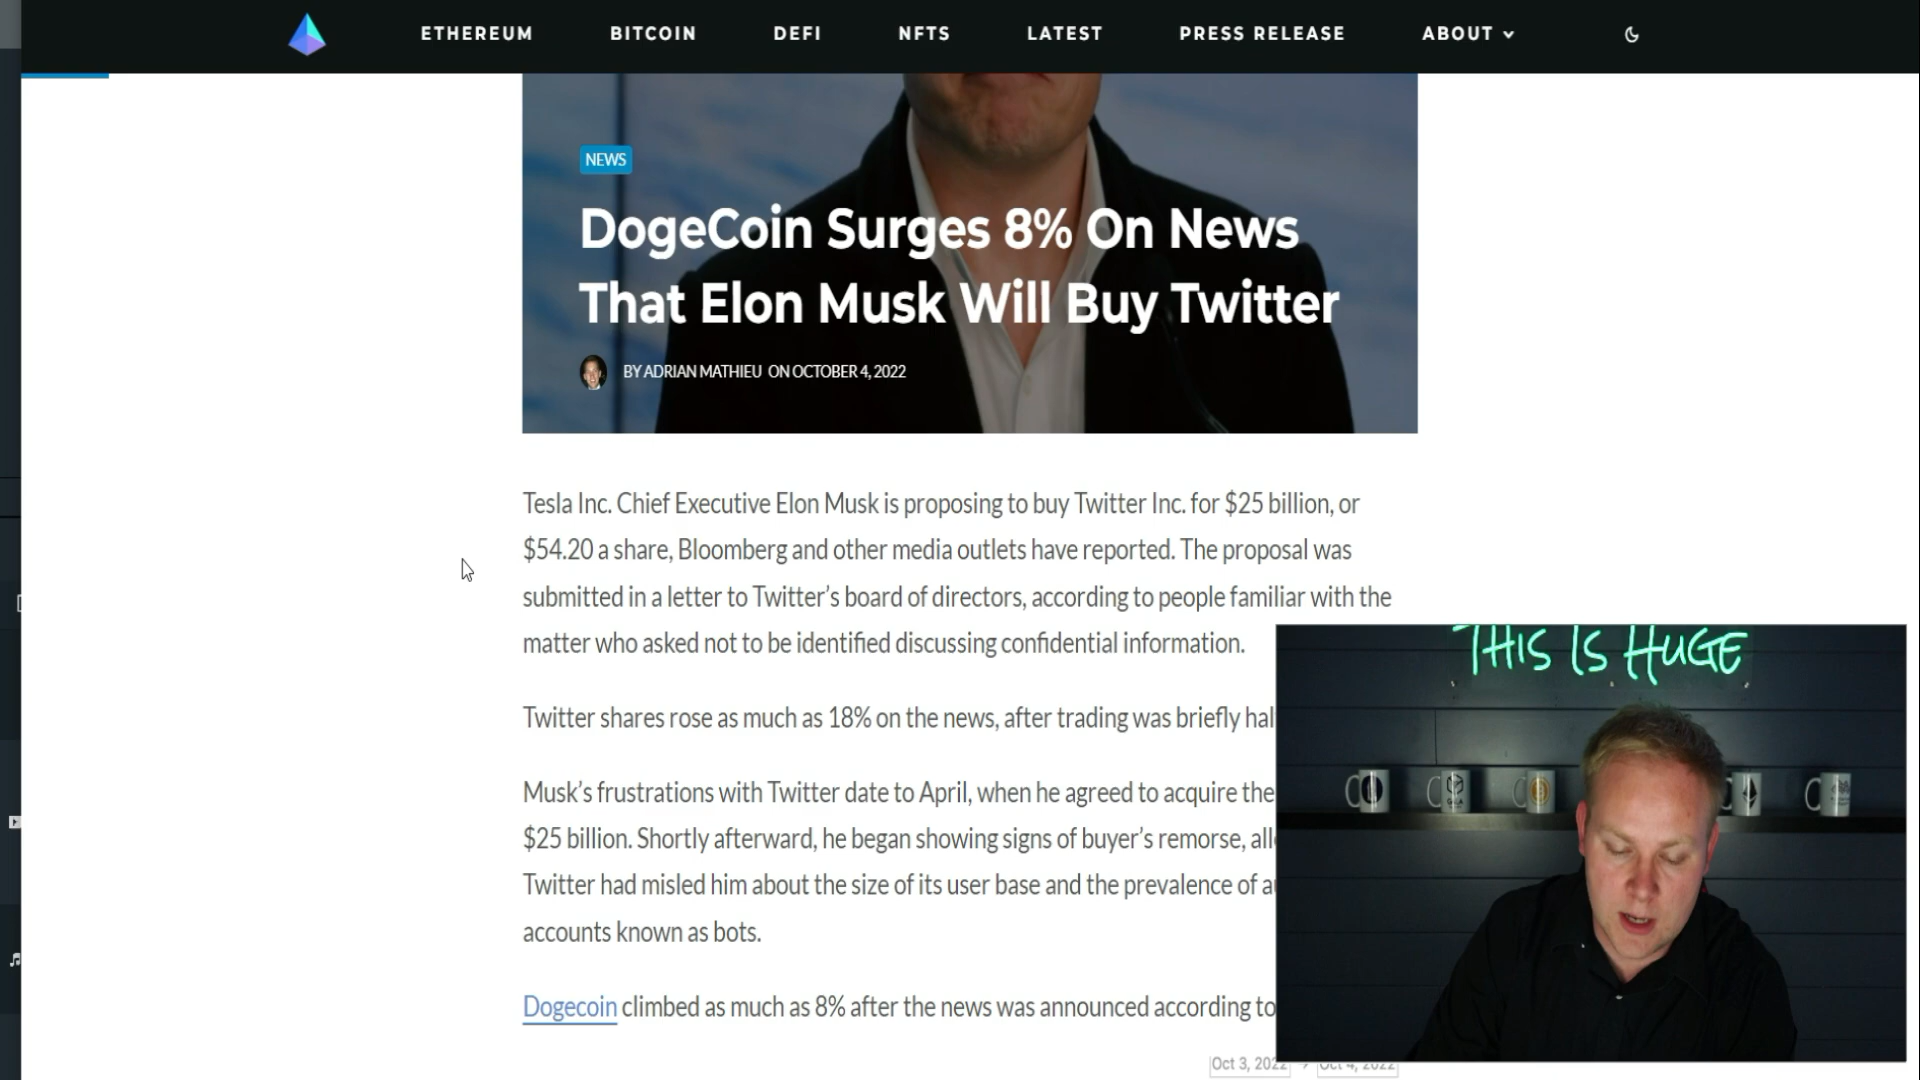 ETHEREUM BITCOIN DEFI NFTS LATEST PRESS RELEASE ABOUT
NEWS
DogeCoin Surges 8% On News
That Elon Musk Will Buy Twitter
BY ADRIAN MATHIEU ON OCTOBER 4, 2022
Tesla Inc. Chief Executive Elon Musk is proposing to buy Twitter Inc. for $25 billion, or
$54.20 a share, Bloomberg and other media outlets have reported. The proposal was
submitted in a letter to Twitter’s board of directors, according to people familiar with the
matter who asked not to be identified discussing confidential information.
Twitter shares rose as much as 18% on the news, after trading was briefly
Musk’s frustrations with Twitter date to April, when he agreed to acquire the
$25 billion. Shortly afterward, he began showing signs of buyer’s remorse,
Twitter had misled him about the size of its user base and the prevalence of
accounts known as bots.
Dogecoin climbed as much as 8% after the news was announced according to
Oct 3, 2022 → Oct 4, 2022
THIS IS HUGE